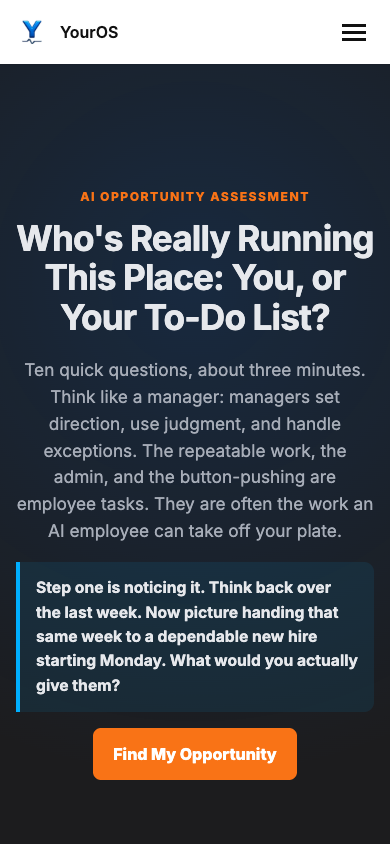 YourOS
AI OPPORTUNITY ASSESSMENT
Who's Really Running
This Place: You, or
Your To-Do List?
Ten quick questions, about three minutes.
Think like a manager: managers set
direction, use judgment, and handle
exceptions. The repeatable work, the
admin, and the button-pushing are
employee tasks. They are often the work an
AI employee can take off your plate.
Step one is noticing it. Think back over
the last week. Now picture handing that
same week to a dependable new hire
starting Monday. What would you actually
give them?
Find My Opportunity